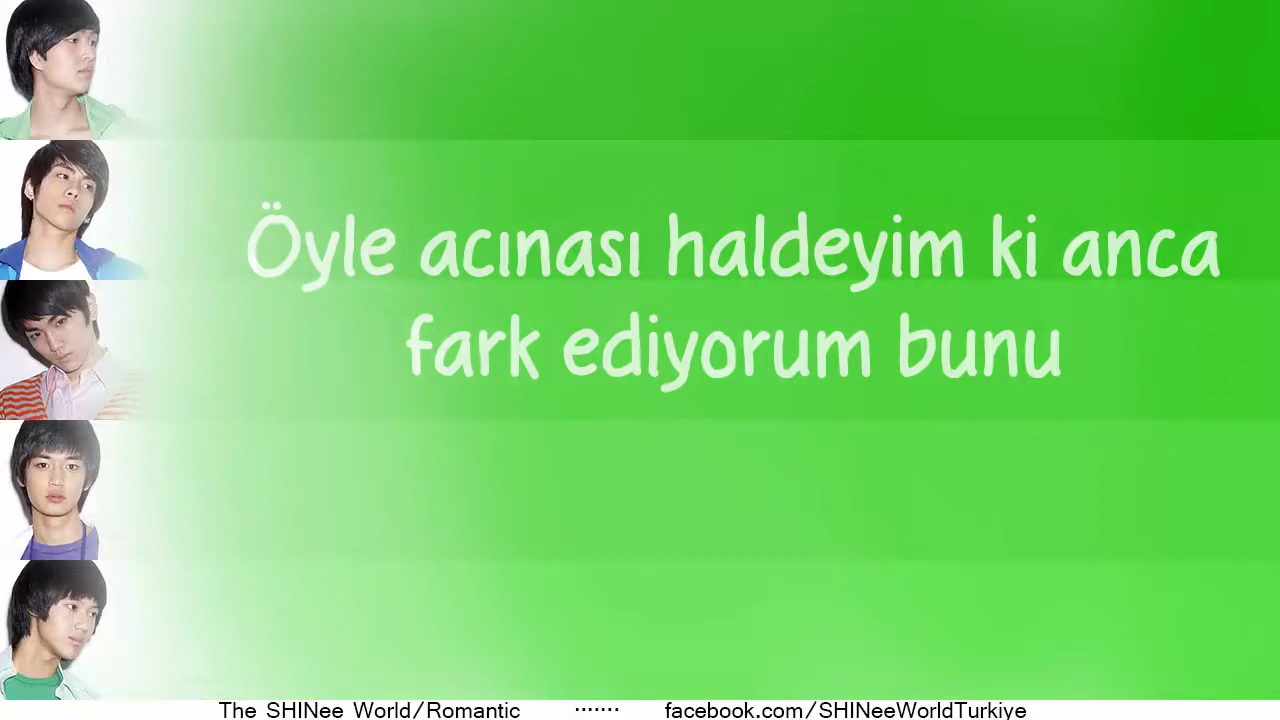 Öyle acınası haldeyim ki anca
fark ediyorum bunu
The SHINee World/Romantic ······· facebook.com/SHINeeWorldTurkiye